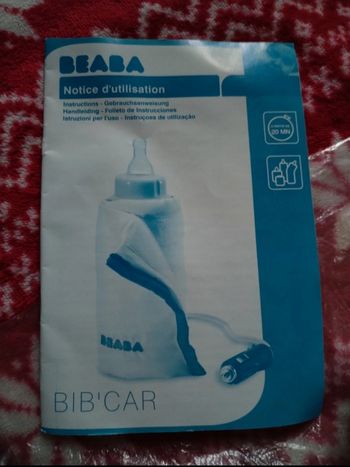 BEABA
Notice d'utilisation
Instructions - Gebrauchsanweisung
Handleiding - Folleto de Instrucciones
Istruzioni per l'uso - Instruçoes de utilização
20 MN
BEABA
BIB'CAR